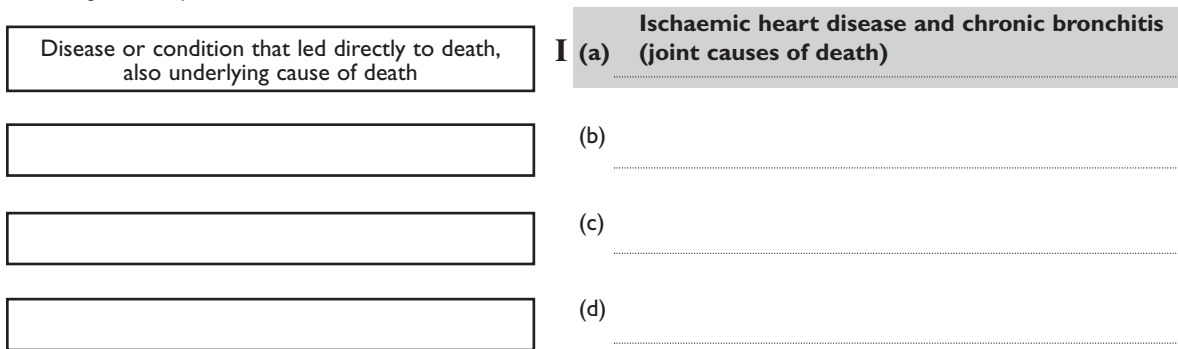 Disease or condition that led directly to death,
also underlying cause of death
I (a) Ischaemic heart disease and chronic bronchitis
(joint causes of death)
(b)
(c)
(d)